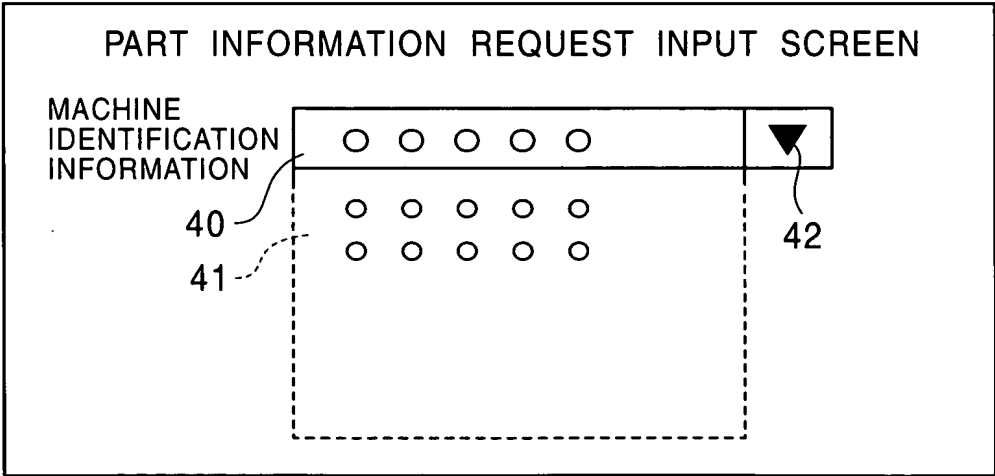 PART INFORMATION REQUEST INPUT SCREEN
MACHINE
IDENTIFICATION
INFORMATION
○ ○ ○ ○ ○
40
○ ○ ○ ○ ○
42
41
○ ○ ○ ○ ○